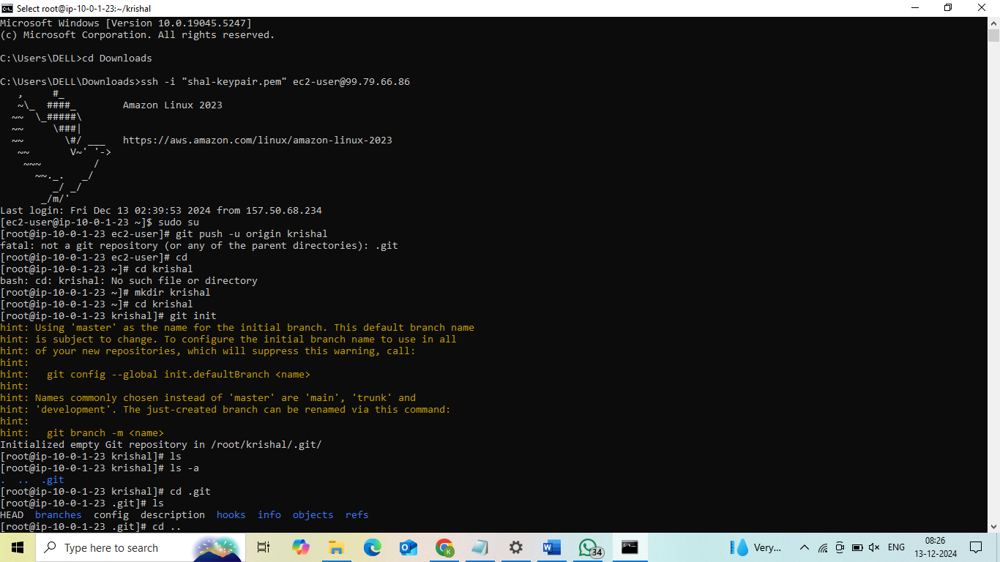 Select root@ip-10-0-1-23:~/krishal
Microsoft Windows [Version 10.0.19045.5247]
(c) Microsoft Corporation. All rights reserved.
C:\Users\DELL>cd Downloads
C:\Users\DELL\Downloads>ssh -i "shal-keypair.pem" ec2-user@99.79.66.86
   ,     #_
   ~\_  ####_        Amazon Linux 2023
  ~~  \_#####\
  ~~     \###|
  ~~       \#/ ___   https://aws.amazon.com/linux/amazon-linux-2023
   ~~       V~' '->
    ~~~         /
      ~~._.   _/
         _/ _/
       _/m/'
Last login: Fri Dec 13 02:39:53 2024 from 157.50.68.234
[ec2-user@ip-10-0-1-23 ~]$ sudo su
[root@ip-10-0-1-23 ec2-user]# git push -u origin krishal
fatal: not a git repository (or any of the parent directories): .git
[root@ip-10-0-1-23 ec2-user]# cd
[root@ip-10-0-1-23 ~]# cd krishal
bash: cd: krishal: No such file or directory
[root@ip-10-0-1-23 ~]# mkdir krishal
[root@ip-10-0-1-23 ~]# cd krishal
[root@ip-10-0-1-23 krishal]# git init
hint: Using 'master' as the name for the initial branch. This default branch name
hint: is subject to change. To configure the initial branch name to use in all
hint: of your new repositories, which will suppress this warning, call:
hint:
hint:   git config --global init.defaultBranch <name>
hint:
hint: Names commonly chosen instead of 'master' are 'main', 'trunk' and
hint: 'development'. The just-created branch can be renamed via this command:
hint:
hint:   git branch -m <name>
Initialized empty Git repository in /root/krishal/.git/
[root@ip-10-0-1-23 krishal]# ls
[root@ip-10-0-1-23 krishal]# ls -a
.  ..  .git
[root@ip-10-0-1-23 krishal]# cd .git
[root@ip-10-0-1-23 .git]# ls
HEAD  branches  config  description  hooks  info  objects  refs
[root@ip-10-0-1-23 .git]# cd ..
Type here to search
K
W
34
Very...
ENG
08:26
13-12-2024